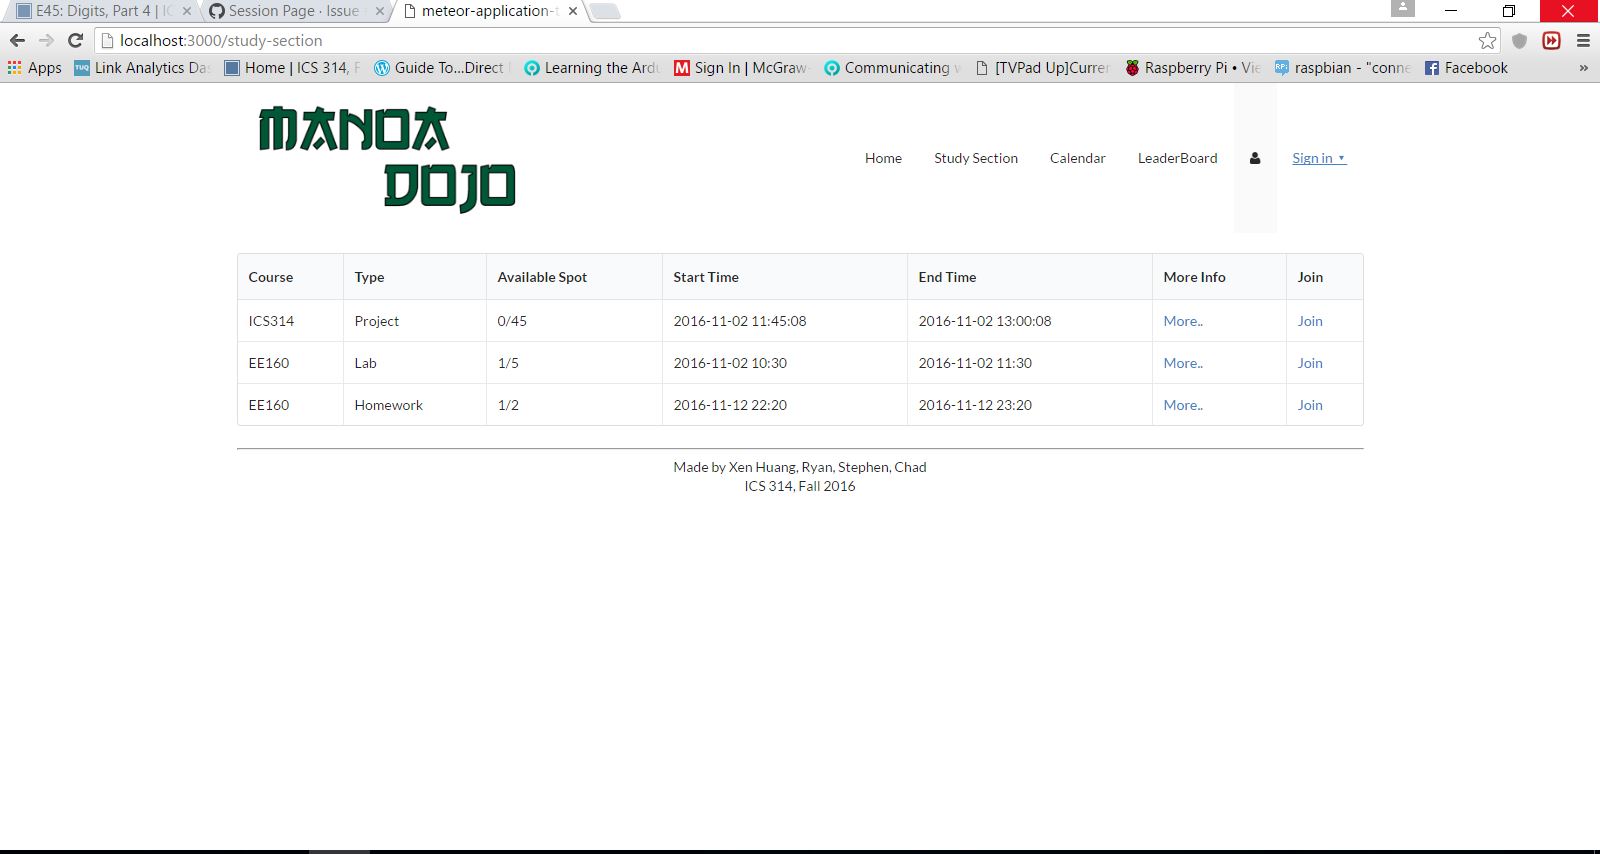 E45: Digits, Part 4 | IC Session Page · Issue meteor-application-t
localhost:3000/study-section
Apps Link Analytics Das Home | ICS 314, F Guide To...Direct Learning the Ardu Sign In | McGraw- Communicating w [TVPad Up]Curren Raspberry Pi • Vie raspbian - "conne Facebook »
MANOA
DOJO
Home Study Section Calendar LeaderBoard Sign in
Course Type Available Spot Start Time End Time More Info Join
ICS314 Project 0/45 2016-11-02 11:45:08 2016-11-02 13:00:08 More.. Join
EE160 Lab 1/5 2016-11-02 10:30 2016-11-02 11:30 More.. Join
EE160 Homework 1/2 2016-11-12 22:20 2016-11-12 23:20 More.. Join
Made by Xen Huang, Ryan, Stephen, Chad
ICS 314, Fall 2016